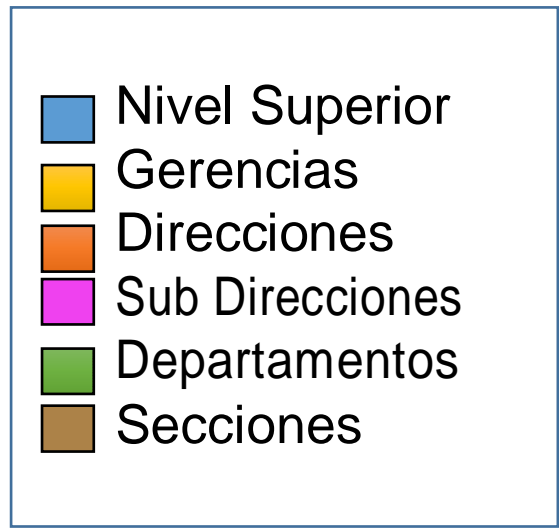 Nivel Superior
Gerencias
Direcciones
Sub Direcciones
Departamentos
Secciones